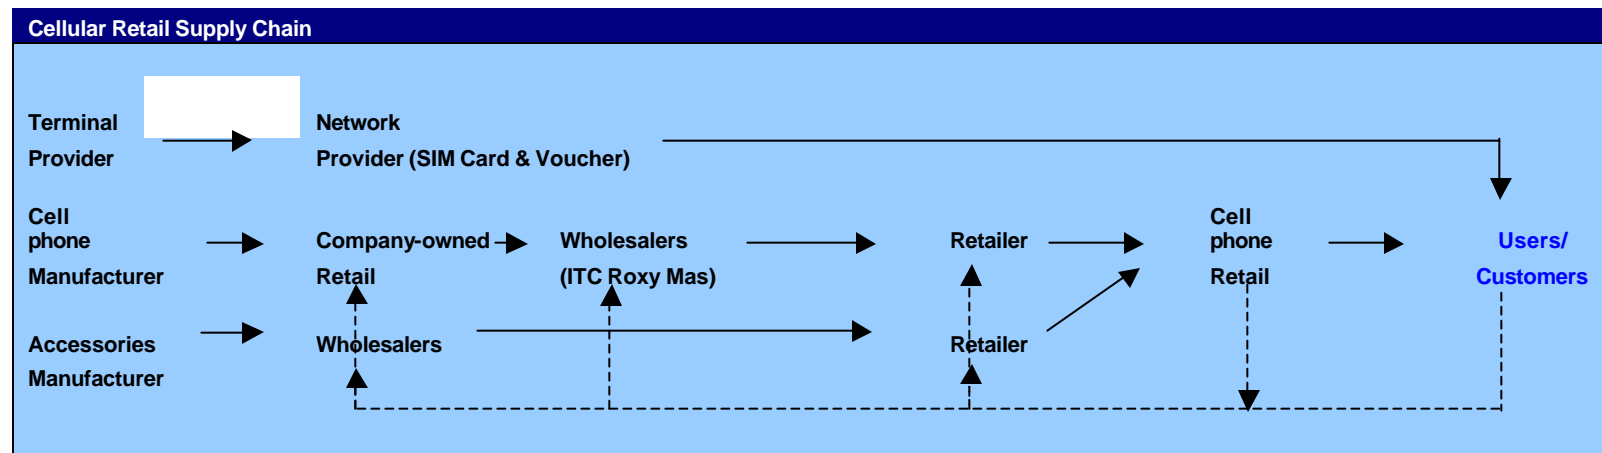 Cellular Retail Supply Chain
Terminal
Provider
Network
Provider (SIM Card & Voucher)
Cell
phone
Manufacturer
Company-owned
Retail
Wholesalers
(ITC Roxy Mas)
Retailer
Cell
phone
Retail
Users/
Customers
Accessories
Manufacturer
Wholesalers
Retailer